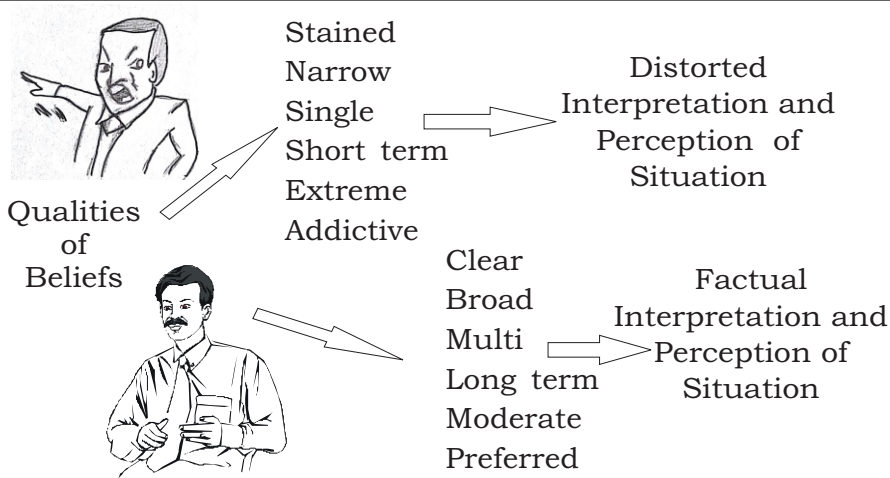 Qualities
of
Beliefs
Stained
Narrow
Single
Short term
Extreme
Addictive
Distorted
Interpretation and
Perception of
Situation
Clear
Broad
Multi
Long term
Moderate
Preferred
Factual
Interpretation and
Perception of
Situation